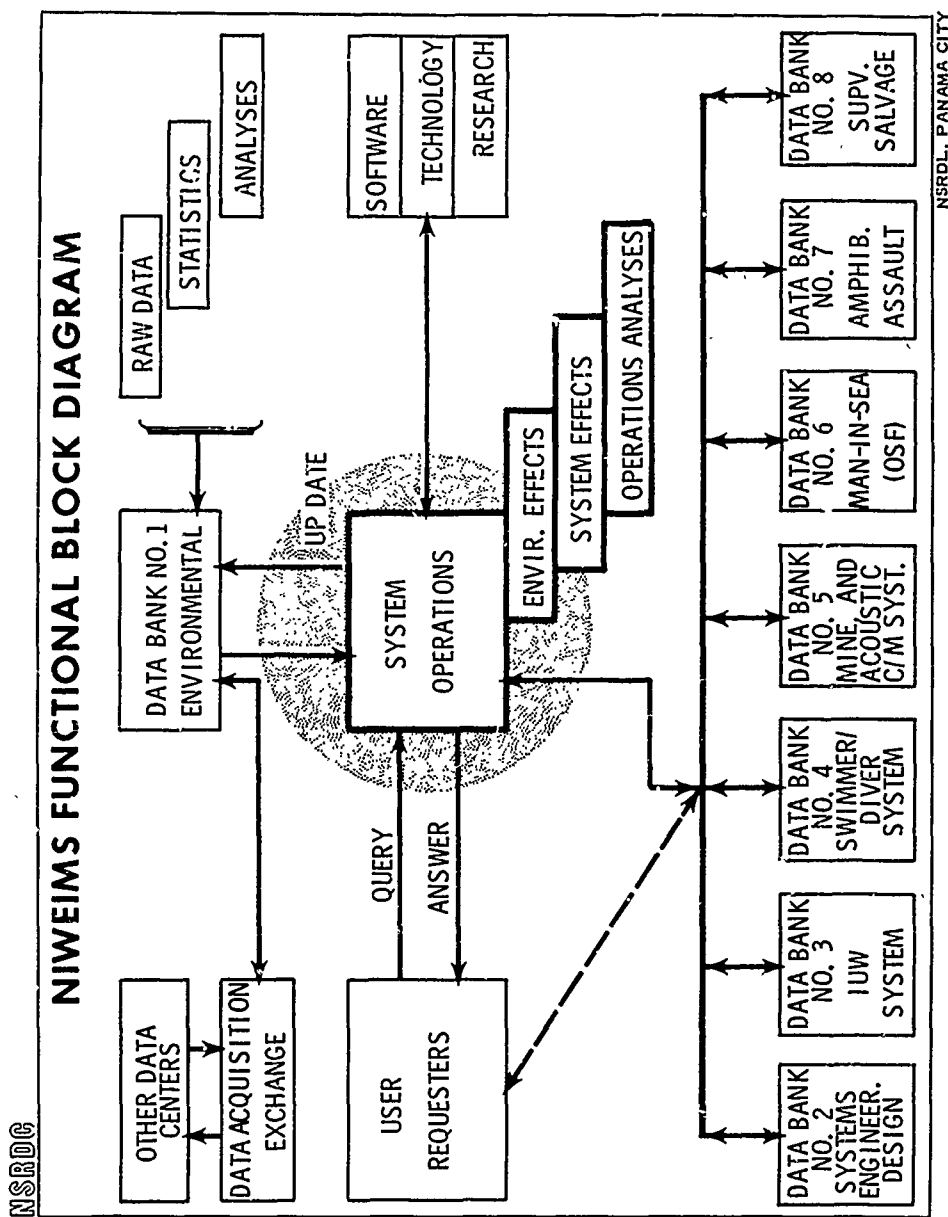 NSRDC
NIWEIMS FUNCTIONAL BLOCK DIAGRAM
OTHER DATA
CENTERS
DATA ACQUISITION
EXCHANGE
DATA BANK NO. 1
ENVIRONMENTAL
RAW DATA
STATISTICS
ANALYSES
UP DATE
USER
REQUESTERS
QUERY
ANSWER
SYSTEM
OPERATIONS
SOFTWARE
TECHNOLOGY
RESEARCH
ENVIR. EFFECTS
SYSTEM EFFECTS
OPERATIONS ANALYSES
DATA BANK
NO. 2
SYSTEMS
ENGINEER.
DESIGN
DATA BANK
NO. 3
IUW
SYSTEM
DATA BANK
NO. 4
SWIMMER/
DIVER
SYSTEM
DATA BANK
NO. 5
MINE, AND
ACOUSTIC
C/M SYST.
DATA BANK
NO. 6
MAN-IN-SEA
(OSF)
DATA BANK
NO. 7
AMPHIB.
ASSAULT
DATA BANK
NO. 8
SUPV.
SALVAGE
NSRDL, PANAMA CITY